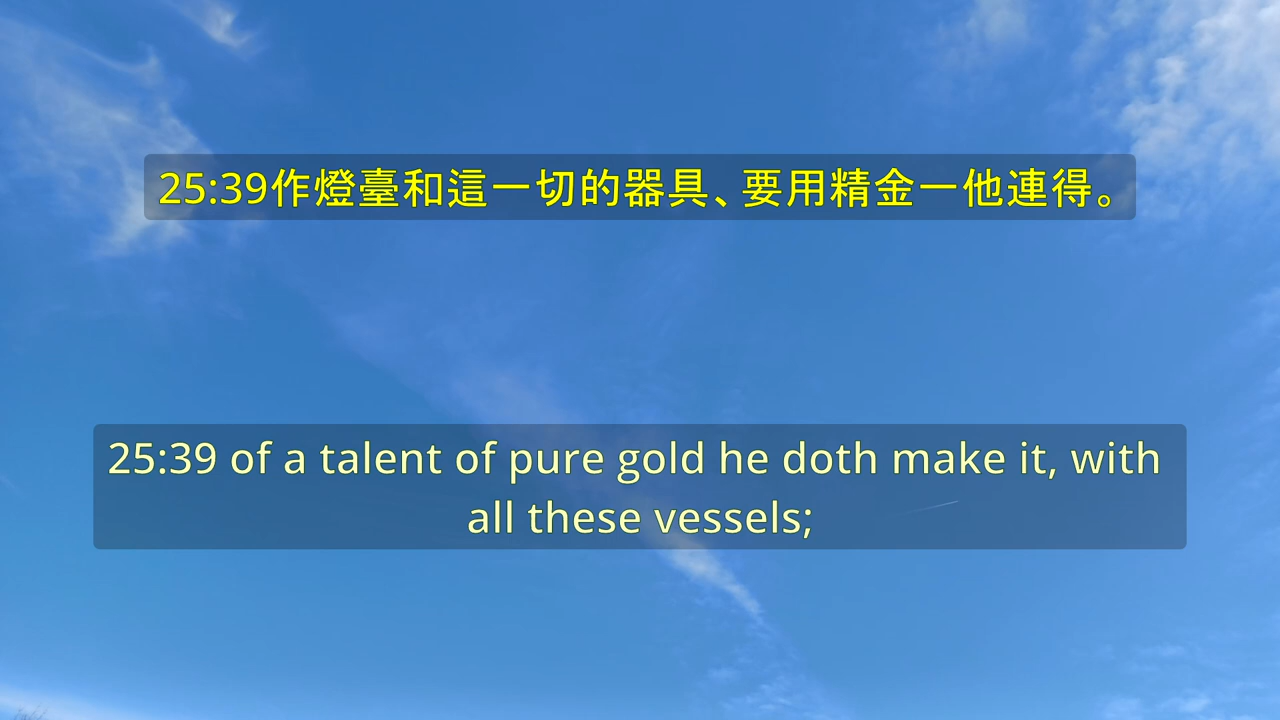 25:39作燈臺和這一切的器具、要用精金一他連得。
25:39 of a talent of pure gold he doth make it, with
all these vessels;